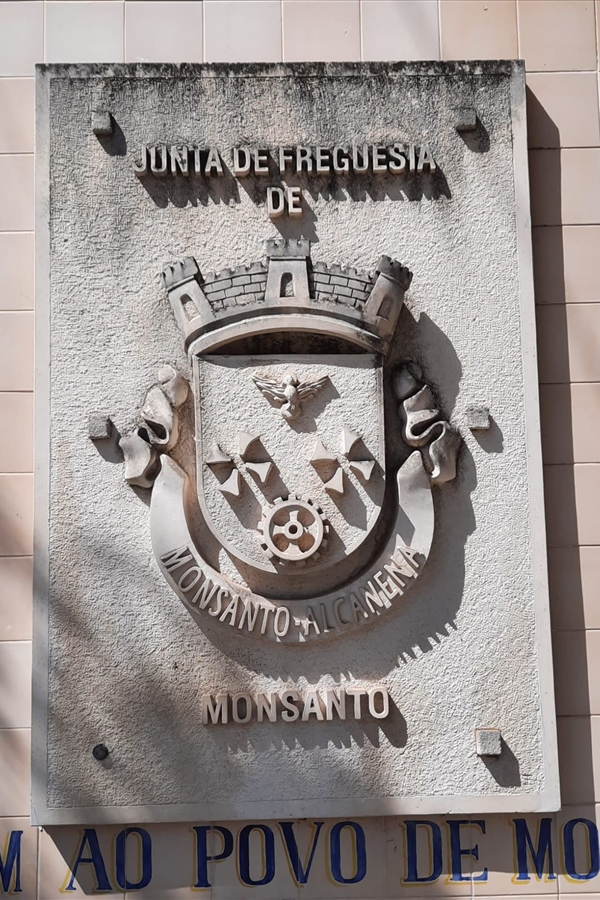 JUNTA DE FREGUESIA
DE
MONSANTO-ALCANENA
MONSANTO
M AO POVO DE MO